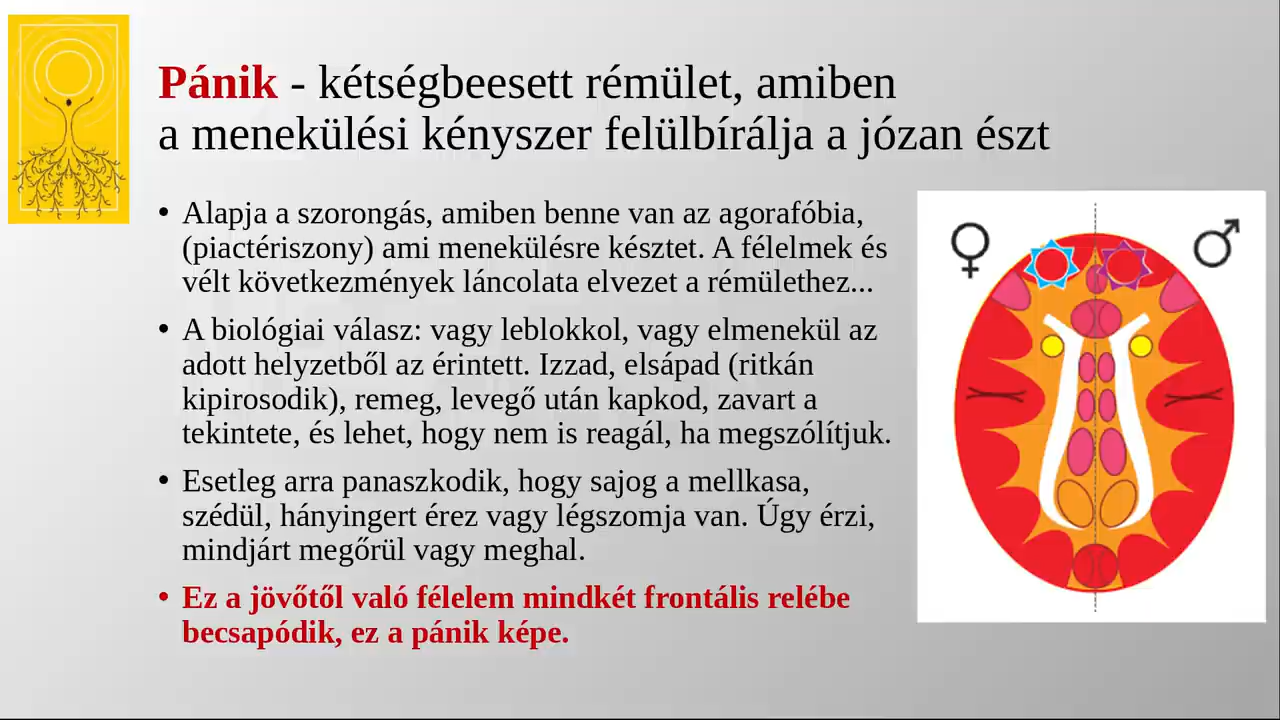 Pánik - kétségbeesett rémület, amiben
a menekülési kényszer felülbírálja a józan észt
• Alapja a szorongás, amiben benne van az agorafóbia,
(piactériszony) ami menekülésre késztet. A félelmek és
vélt következmények láncolata elvezet a rémülethez...
• A biológiai válasz: vagy leblokkol, vagy elmenekül az
adott helyzetből az érintett. Izzad, elsápad (ritkán
kipirosodik), remeg, levegő után kapkod, zavart a
tekintete, és lehet, hogy nem is reagál, ha megszólítjuk.
• Esetleg arra panaszkodik, hogy sajog a mellkasa,
szédül, hányingert érez vagy légszomja van. Úgy érzi,
mindjárt megőrül vagy meghal.
• Ez a jövőtől való félelem mindkét frontális relébe
becsapódik, ez a pánik képe.